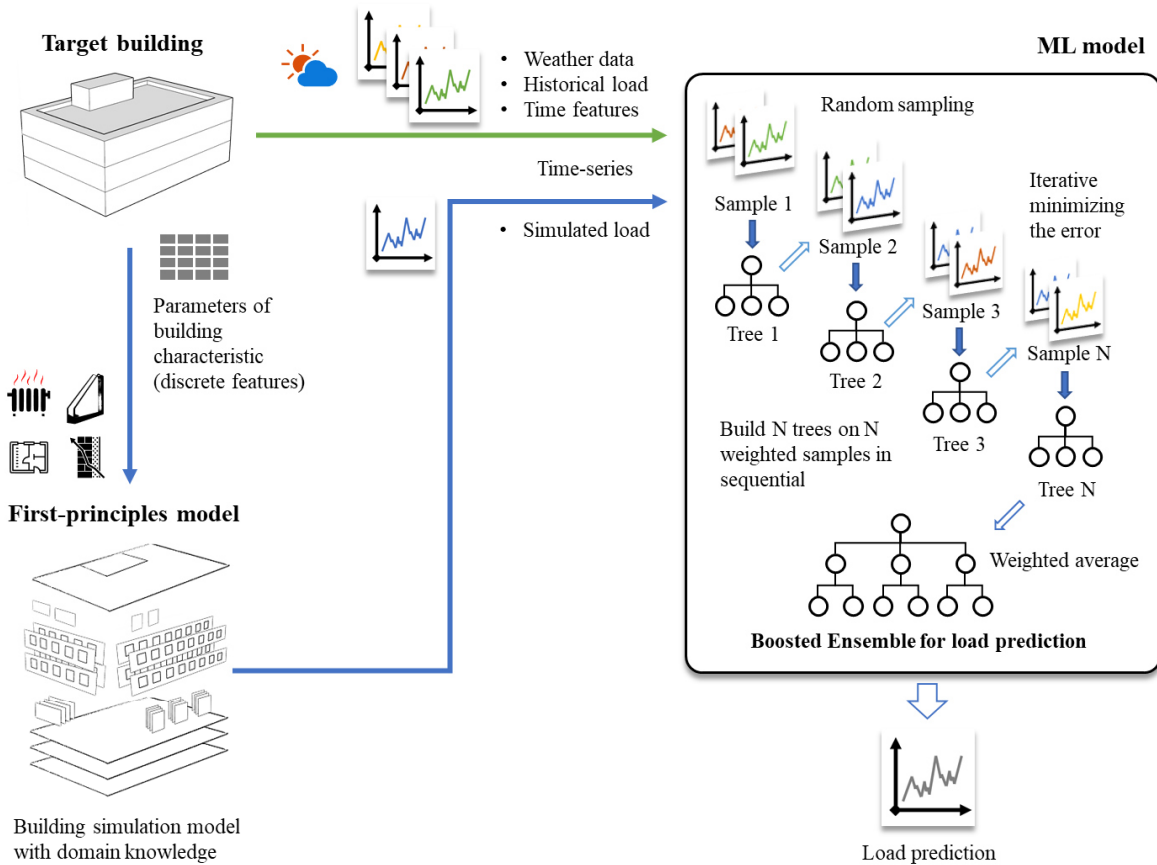 Target building
• Weather data
• Historical load
• Time features
Time-series
• Simulated load
Parameters of
building
characteristic
(discrete features)
First-principles model
Building simulation model
with domain knowledge
ML model
Random sampling
Sample 1
Tree 1
Sample 2
Tree 2
Iterative
minimizing
the error
Sample 3
Tree 3
Sample N
Tree N
Build N trees on N
weighted samples in
sequential
Weighted average
Boosted Ensemble for load prediction
Load prediction